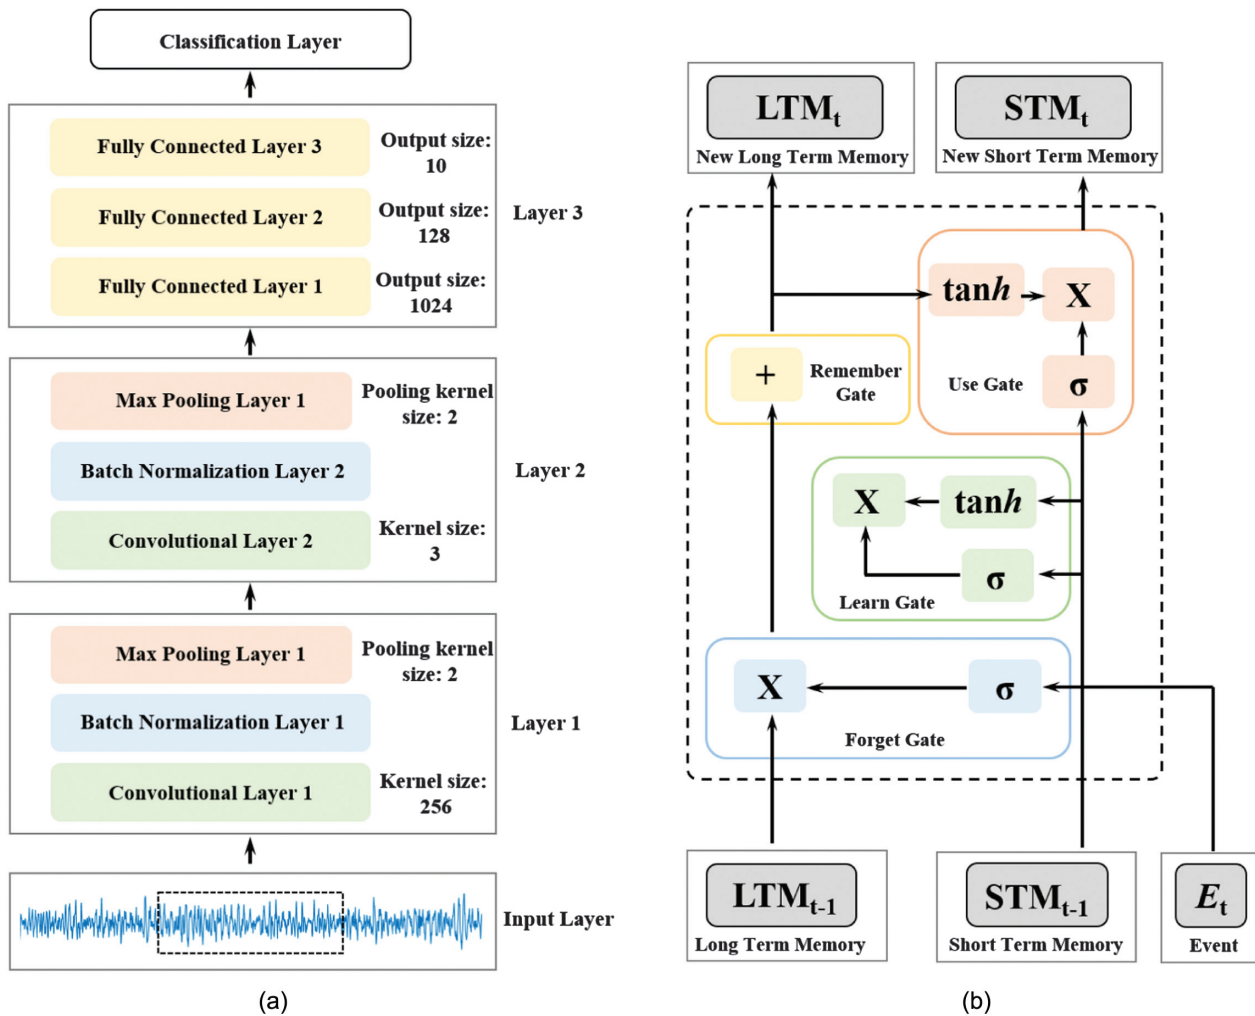 Classification Layer
Fully Connected Layer 3
Output size:
10
Fully Connected Layer 2
Output size:
128
Layer 3
Fully Connected Layer 1
Output size:
1024
Max Pooling Layer 1
Pooling kernel
size: 2
Batch Normalization Layer 2
Layer 2
Convolutional Layer 2
Kernel size:
3
Max Pooling Layer 1
Pooling kernel
size: 2
Batch Normalization Layer 1
Layer 1
Convolutional Layer 1
Kernel size:
256
Input Layer
(a)
LTMt
New Long Term Memory
STMt
New Short Term Memory
tanh
X
+
Remember
Gate
Use Gate
σ
X
tanh
σ
Learn Gate
X
σ
Forget Gate
LTMt-1
Long Term Memory
STMt-1
Short Term Memory
Et
Event
(b)